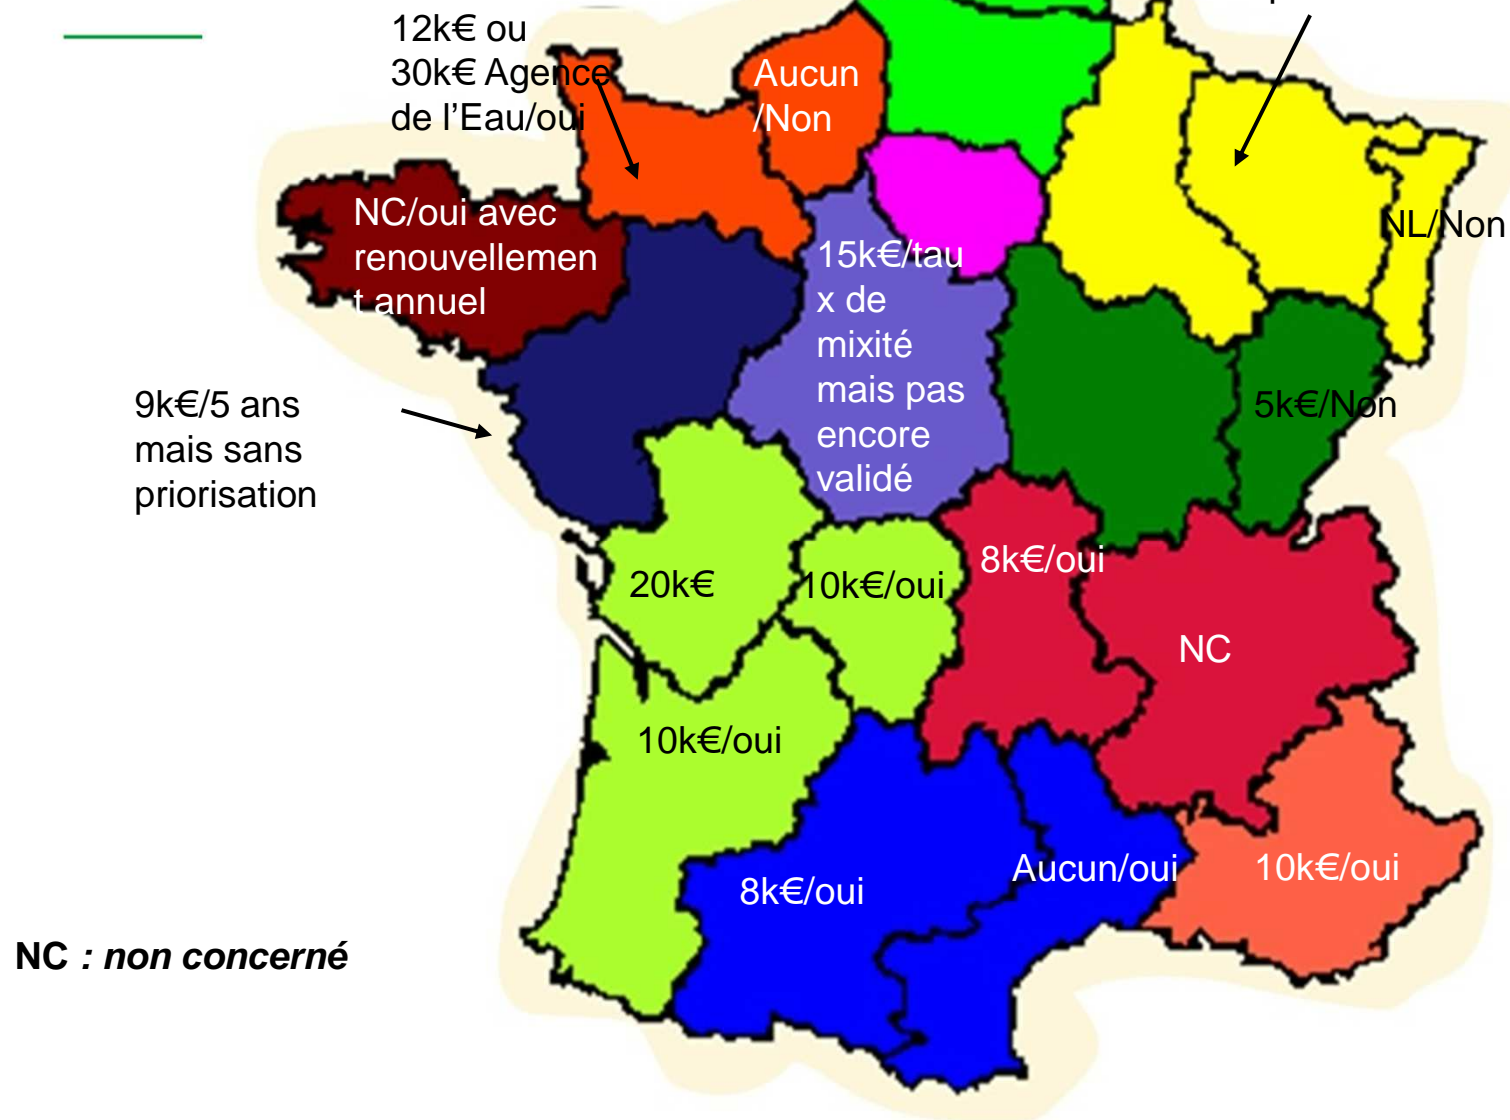 12k€ ou
30k€ Agence
de l’Eau/oui
Aucun
/Non
NC/oui avec
renouvellemen
t annuel
15k€/tau
x de
mixité
mais pas
encore
validé
NL/Non
9k€/5 ans
mais sans
priorisation
5k€/Non
20k€
10k€/oui
8k€/oui
NC
10k€/oui
8k€/oui
Aucun/oui
10k€/oui
NC : non concerné